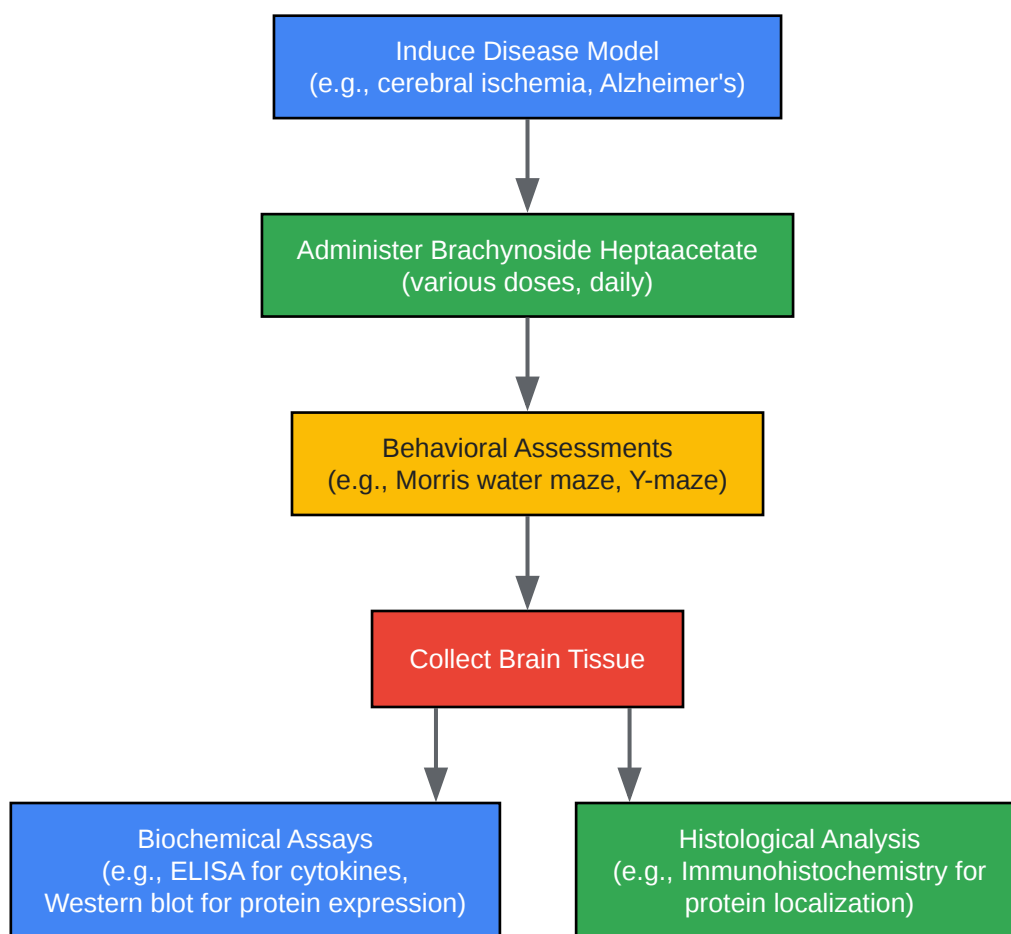 Induce Disease Model
(e.g., cerebral ischemia, Alzheimer's)
Administer Brachynoside Heptaacetate
(various doses, daily)
Behavioral Assessments
(e.g., Morris water maze, Y-maze)
Collect Brain Tissue
Biochemical Assays
(e.g., ELISA for cytokines,
Western blot for protein expression)
Histological Analysis
(e.g., Immunohistochemistry for
protein localization)